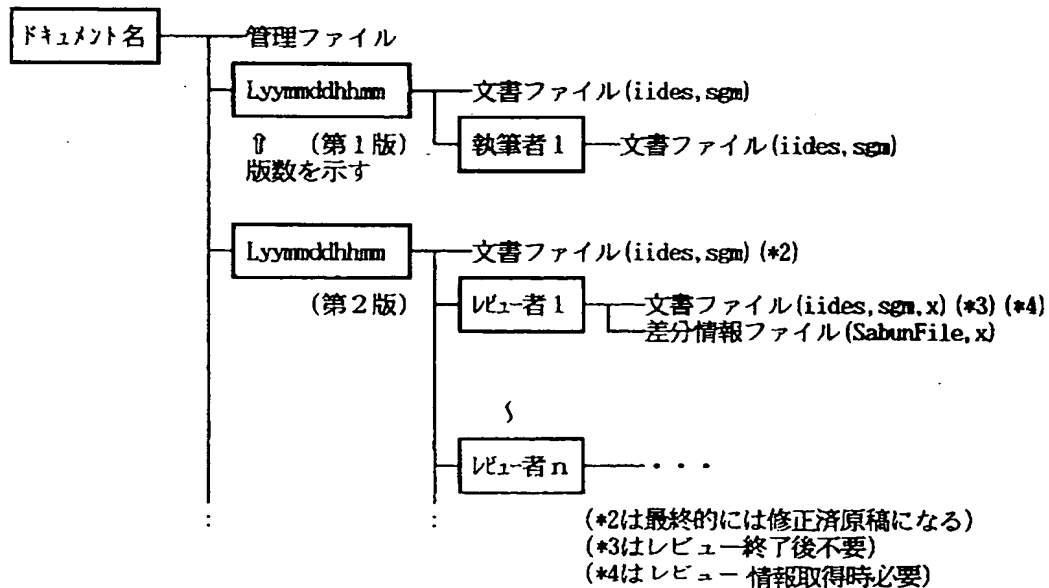 ドキュメント名
管理ファイル
Lyymmddhhmm
文書ファイル(iides,sgm)
⇧ (第1版)
版数を示す
執筆者1
文書ファイル(iides,sgm)
Lyymmddhhmm
文書ファイル(iides,sgm)(*2)
(第2版)
レビュー者1
文書ファイル(iides,sgm,x)(*3)(*4)
差分情報ファイル(SabunFile,x)
~
レビュー者n
・・・
:
:
(*2は最終的には修正済原稿になる)
(*3はレビュー終了後不要)
(*4はレビュー情報取得時必要)